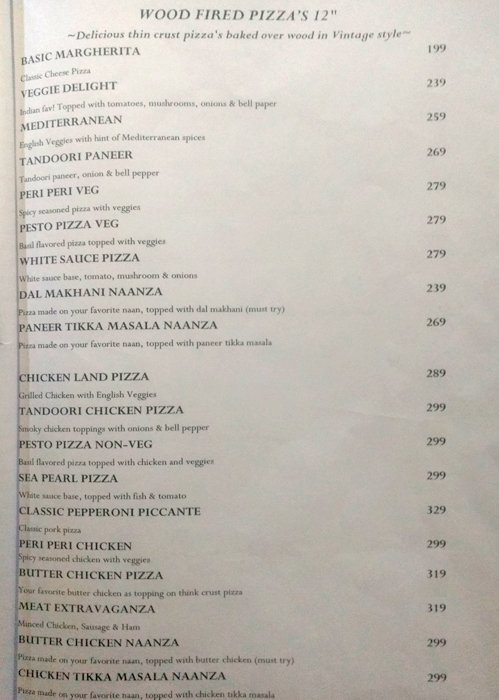 WOOD FIRED PIZZA'S 12"
~Delicious thin crust pizza's baked over wood in Vintage style~
BASIC MARGHERITA 199
Classic Cheese Pizza
VEGGIE DELIGHT 239
Indian fav! Topped with tomatoes, mushrooms, onions & bell paper
MEDITERRANEAN 259
English Veggies with hint of Mediterranean spices
TANDOORI PANEER 269
Tandoori paneer, onion & bell pepper
PERI PERI VEG 279
Spicy seasoned pizza with veggies
PESTO PIZZA VEG 279
Basil flavored pizza topped with veggies
WHITE SAUCE PIZZA 279
White sauce base, tomato, mushroom & onions
DAL MAKHANI NAANZA 239
Pizza made on your favorite naan, topped with dal makhani (must try)
PANEER TIKKA MASALA NAANZA 269
Pizza made on your favorite naan, topped with paneer tikka masala
CHICKEN LAND PIZZA 289
Grilled Chicken with English Veggies
TANDOORI CHICKEN PIZZA 299
Smoky chicken toppings with onions & bell pepper
PESTO PIZZA NON-VEG 299
Basil flavored pizza topped with chicken and veggies
SEA PEARL PIZZA 299
White sauce base, topped with fish & tomato
CLASSIC PEPPERONI PICCANTE 329
Classic pork pizza
PERI PERI CHICKEN 299
Spicy seasoned chicken with veggies
BUTTER CHICKEN PIZZA 319
Your favorite butter chicken as topping on think crust pizza
MEAT EXTRAVAGANZA 319
Minced Chicken, Sausage & Ham
BUTTER CHICKEN NAANZA 299
Pizza made on your favorite naan, topped with butter chicken (must try)
CHICKEN TIKKA MASALA NAANZA 299
Pizza made on your favorite naan, topped with chicken tikka masala